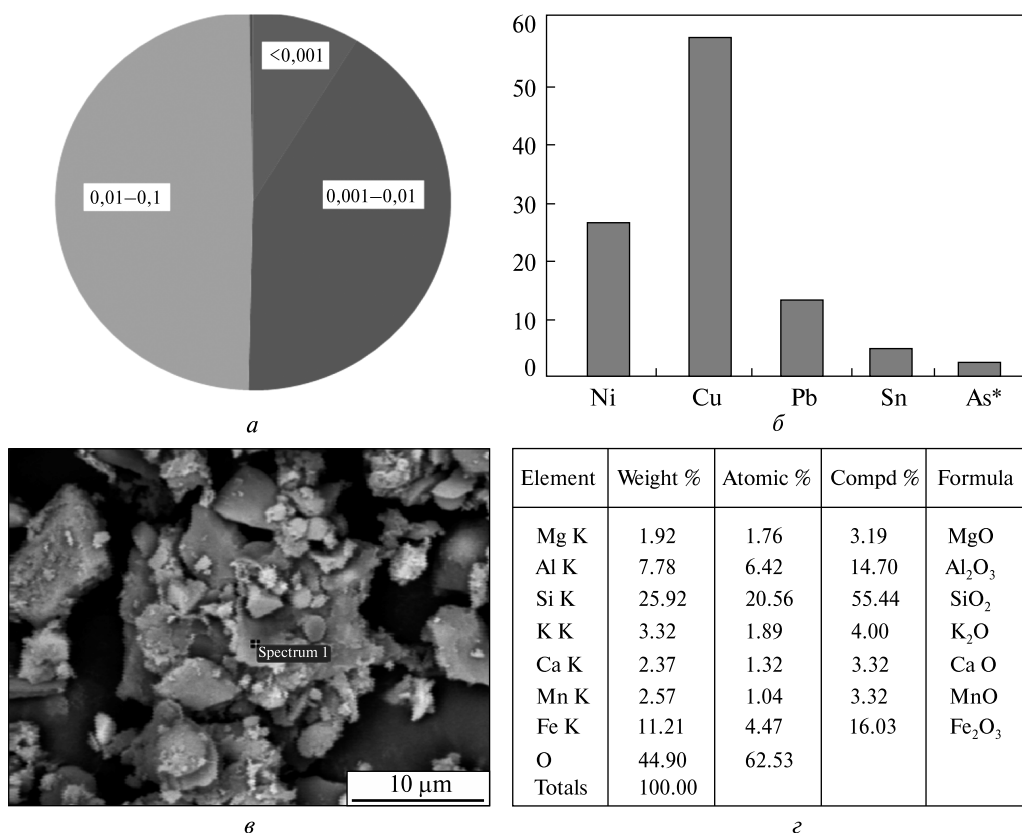 <0,001
0,01–0,1
0,001–0,01
а
60
50
40
30
20
10
0
Ni Cu Pb Sn As*
б
Spectrum 1
10 μm
в
Element Weight % Atomic % Compd % Formula
Mg K 1.92 1.76 3.19 MgO
Al K 7.78 6.42 14.70 Al₂O₃
Si K 25.92 20.56 55.44 SiO₂
K K 3.32 1.89 4.00 K₂O
Ca K 2.37 1.32 3.32 Ca O
Mn K 2.57 1.04 3.32 MnO
Fe K 11.21 4.47 16.03 Fe₂O₃
O 44.90 62.53
Totals 100.00
г